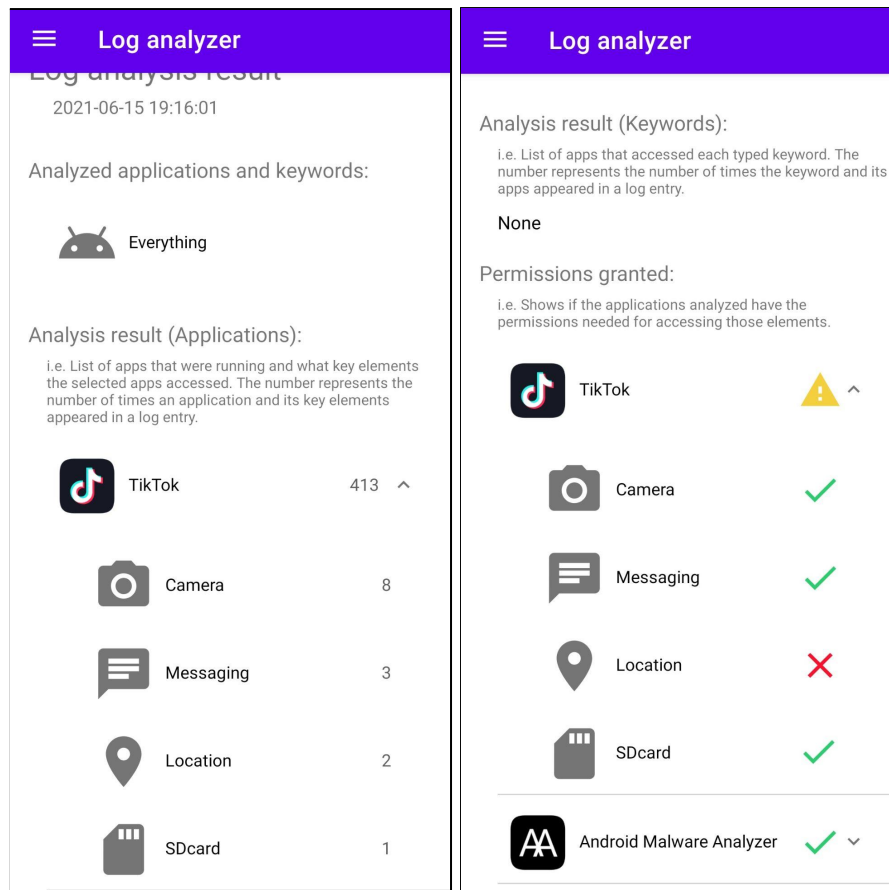 Log analyzer
Log analysis result
2021-06-15 19:16:01
Analyzed applications and keywords:
Everything
Analysis result (Applications):
i.e. List of apps that were running and what key elements
the selected apps accessed. The number represents the
number of times an application and its key elements
appeared in a log entry.
TikTok 413
Camera 8
Messaging 3
Location 2
SDcard 1
Log analyzer
Analysis result (Keywords):
i.e. List of apps that accessed each typed keyword. The
number represents the number of times the keyword and its
apps appeared in a log entry.
None
Permissions granted:
i.e. Shows if the applications analyzed have the
permissions needed for accessing those elements.
TikTok
Camera
Messaging
Location
SDcard
AA Android Malware Analyzer